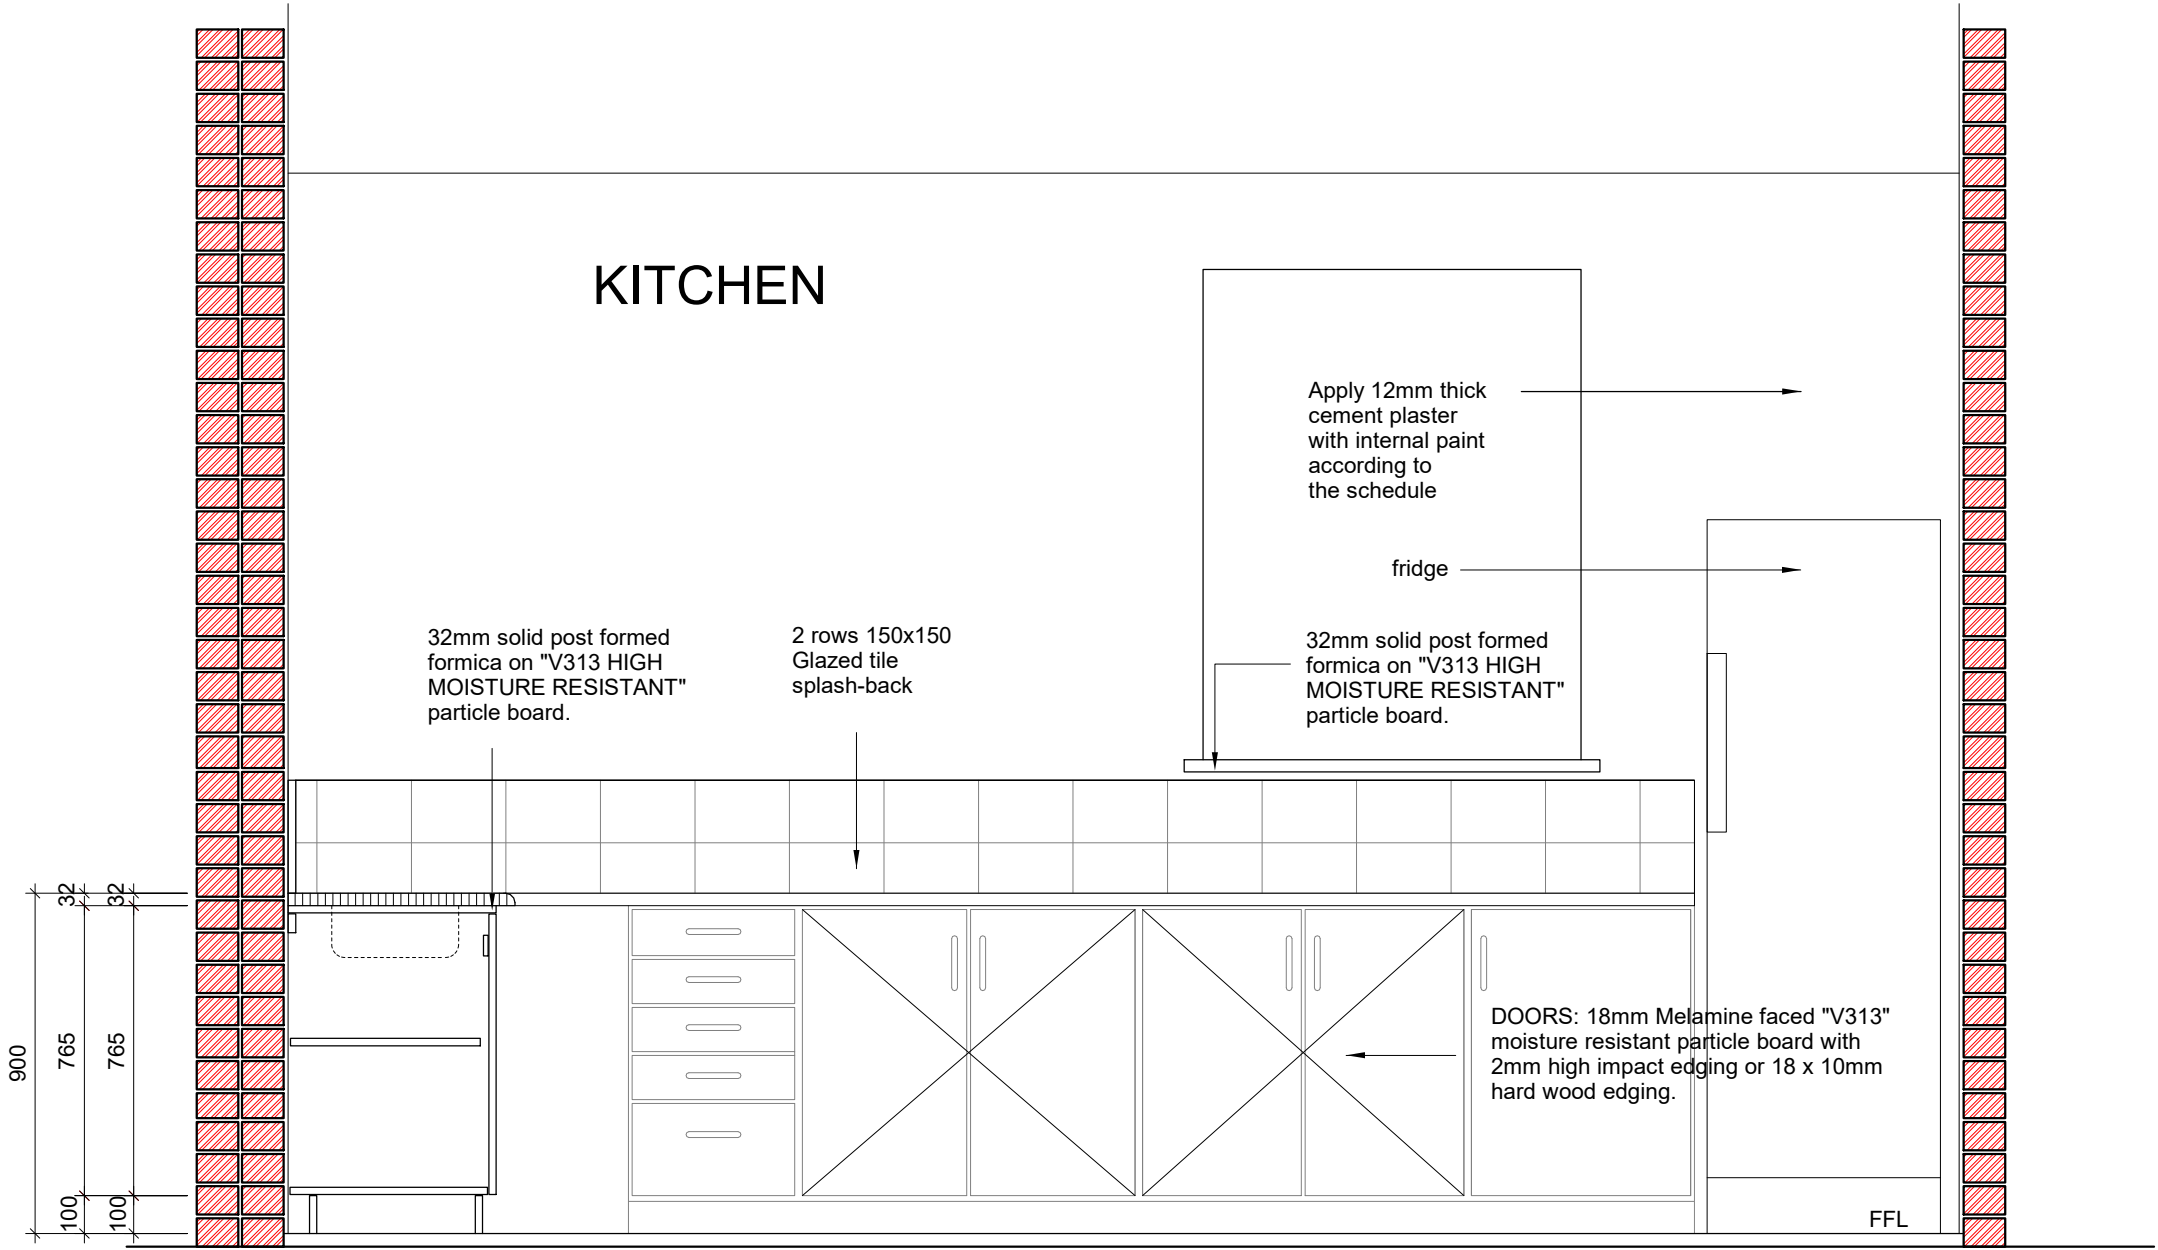 KITCHEN
Apply 12mm thick
cement plaster
with internal paint
according to
the schedule
fridge
32mm solid post formed
formica on "V313 HIGH
MOISTURE RESISTANT"
particle board.
2 rows 150x150
Glazed tile
splash-back
32mm solid post formed
formica on "V313 HIGH
MOISTURE RESISTANT"
particle board.
32
32
900
765
765
100
100
DOORS: 18mm Melamine faced "V313"
moisture resistant particle board with
2mm high impact edging or 18 x 10mm
hard wood edging.
FFL